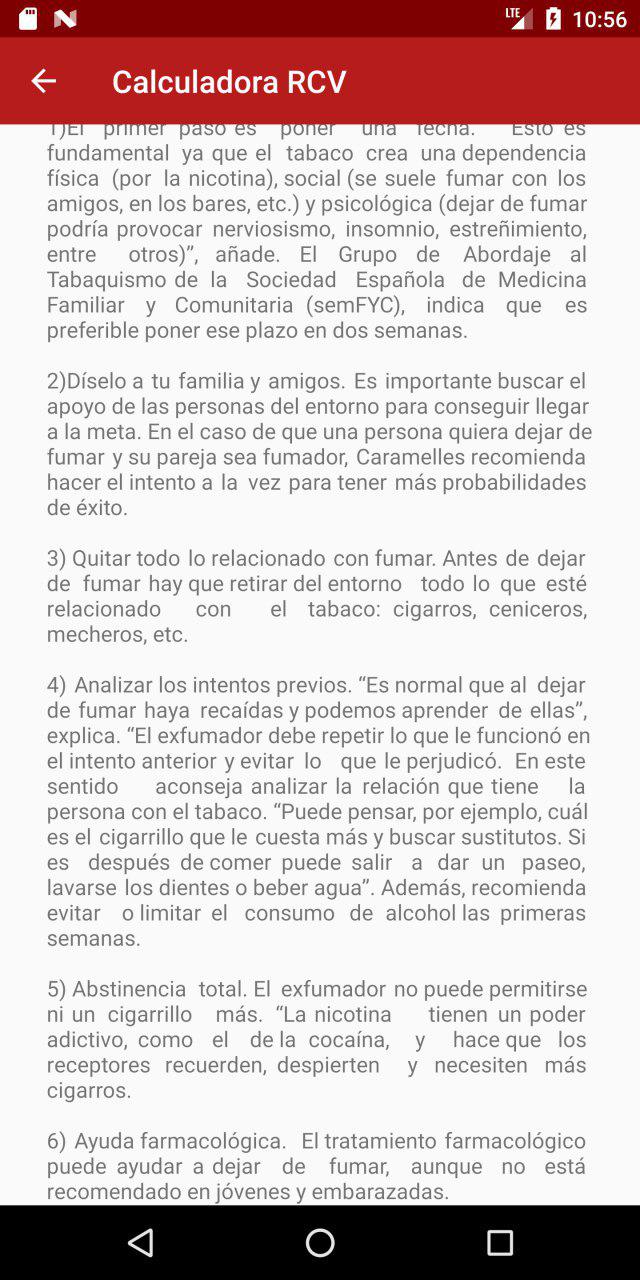 LTE 10:56
Calculadora RCV
1)El primer paso es poner una fecha. "Esto es
fundamental ya que el tabaco crea una dependencia
física (por la nicotina), social (se suele fumar con los
amigos, en los bares, etc.) y psicológica (dejar de fumar
podría provocar nerviosismo, insomnio, estreñimiento,
entre otros)”, añade. El Grupo de Abordaje al
Tabaquismo de la Sociedad Española de Medicina
Familiar y Comunitaria (semFYC), indica que es
preferible poner ese plazo en dos semanas.
2)Díselo a tu familia y amigos. Es importante buscar el
apoyo de las personas del entorno para conseguir llegar
a la meta. En el caso de que una persona quiera dejar de
fumar y su pareja sea fumador, Caramelles recomienda
hacer el intento a la vez para tener más probabilidades
de éxito.
3) Quitar todo lo relacionado con fumar. Antes de dejar
de fumar hay que retirar del entorno todo lo que esté
relacionado con el tabaco: cigarros, ceniceros,
mecheros, etc.
4) Analizar los intentos previos. “Es normal que al dejar
de fumar haya recaídas y podemos aprender de ellas”,
explica. “El exfumador debe repetir lo que le funcionó en
el intento anterior y evitar lo que le perjudicó. En este
sentido aconseja analizar la relación que tiene la
persona con el tabaco. “Puede pensar, por ejemplo, cuál
es el cigarrillo que le cuesta más y buscar sustitutos. Si
es después de comer puede salir a dar un paseo,
lavarse los dientes o beber agua”. Además, recomienda
evitar o limitar el consumo de alcohol las primeras
semanas.
5) Abstinencia total. El exfumador no puede permitirse
ni un cigarrillo más. “La nicotina tienen un poder
adictivo, como el de la cocaína, y hace que los
receptores recuerden, despierten y necesiten más
cigarros.
6) Ayuda farmacológica. El tratamiento farmacológico
puede ayudar a dejar de fumar, aunque no está
recomendado en jóvenes y embarazadas.